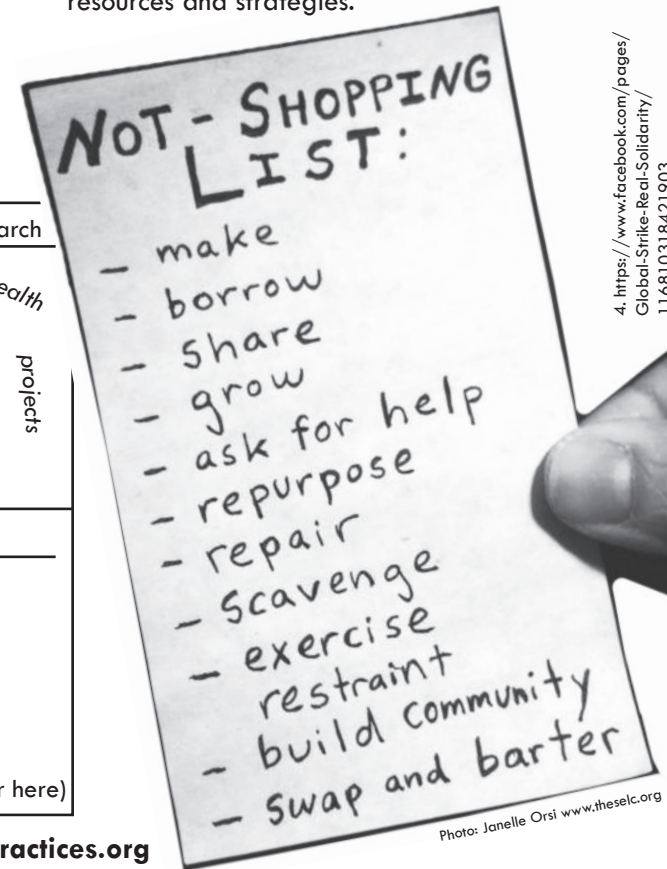 resources and strategies.
NOT - SHOPPING
LIST:
- make
- borrow
- share
- grow
- ask for help
- repurpose
- repair
- scavenge
- exercise
restraint
- build community
- swap and barter
Photo: Janelle Orsi www.theselc.org
4. https://www.facebook.com/pages/
Global-Strike-Real-Solidarity/
116810318421903
arch
ealth
projects
r here)
ractices.org